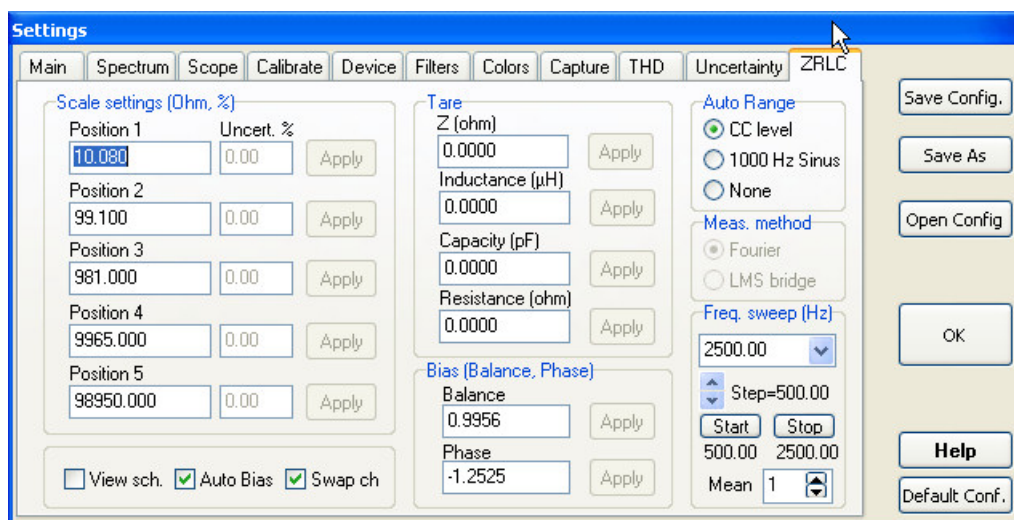 Settings
Main Spectrum Scope Calibrate Device Filters Colors Capture THD Uncertainty ZRLC
Scale settings (Ohm, %)
Position 1 Uncert. %
10.080 0.00 Apply
Position 2
99.100 0.00 Apply
Position 3
981.000 0.00 Apply
Position 4
9965.000 0.00 Apply
Position 5
98950.000 0.00 Apply
View sch. Auto Bias Swap ch
Tare
Z (ohm)
0.0000 Apply
Inductance (µH)
0.0000 Apply
Capacity (pF)
0.0000 Apply
Resistance (ohm)
0.0000 Apply
Bias (Balance, Phase)
Balance
0.9956 Apply
Phase
-1.2525 Apply
Auto Range
CC level
1000 Hz Sinus
None
Meas. method
Fourier
LMS bridge
Freq. sweep (Hz)
2500.00
Step=500.00
Start Stop
500.00 2500.00
Mean 1
Save Config.
Save As
Open Config
OK
Help
Default Conf.